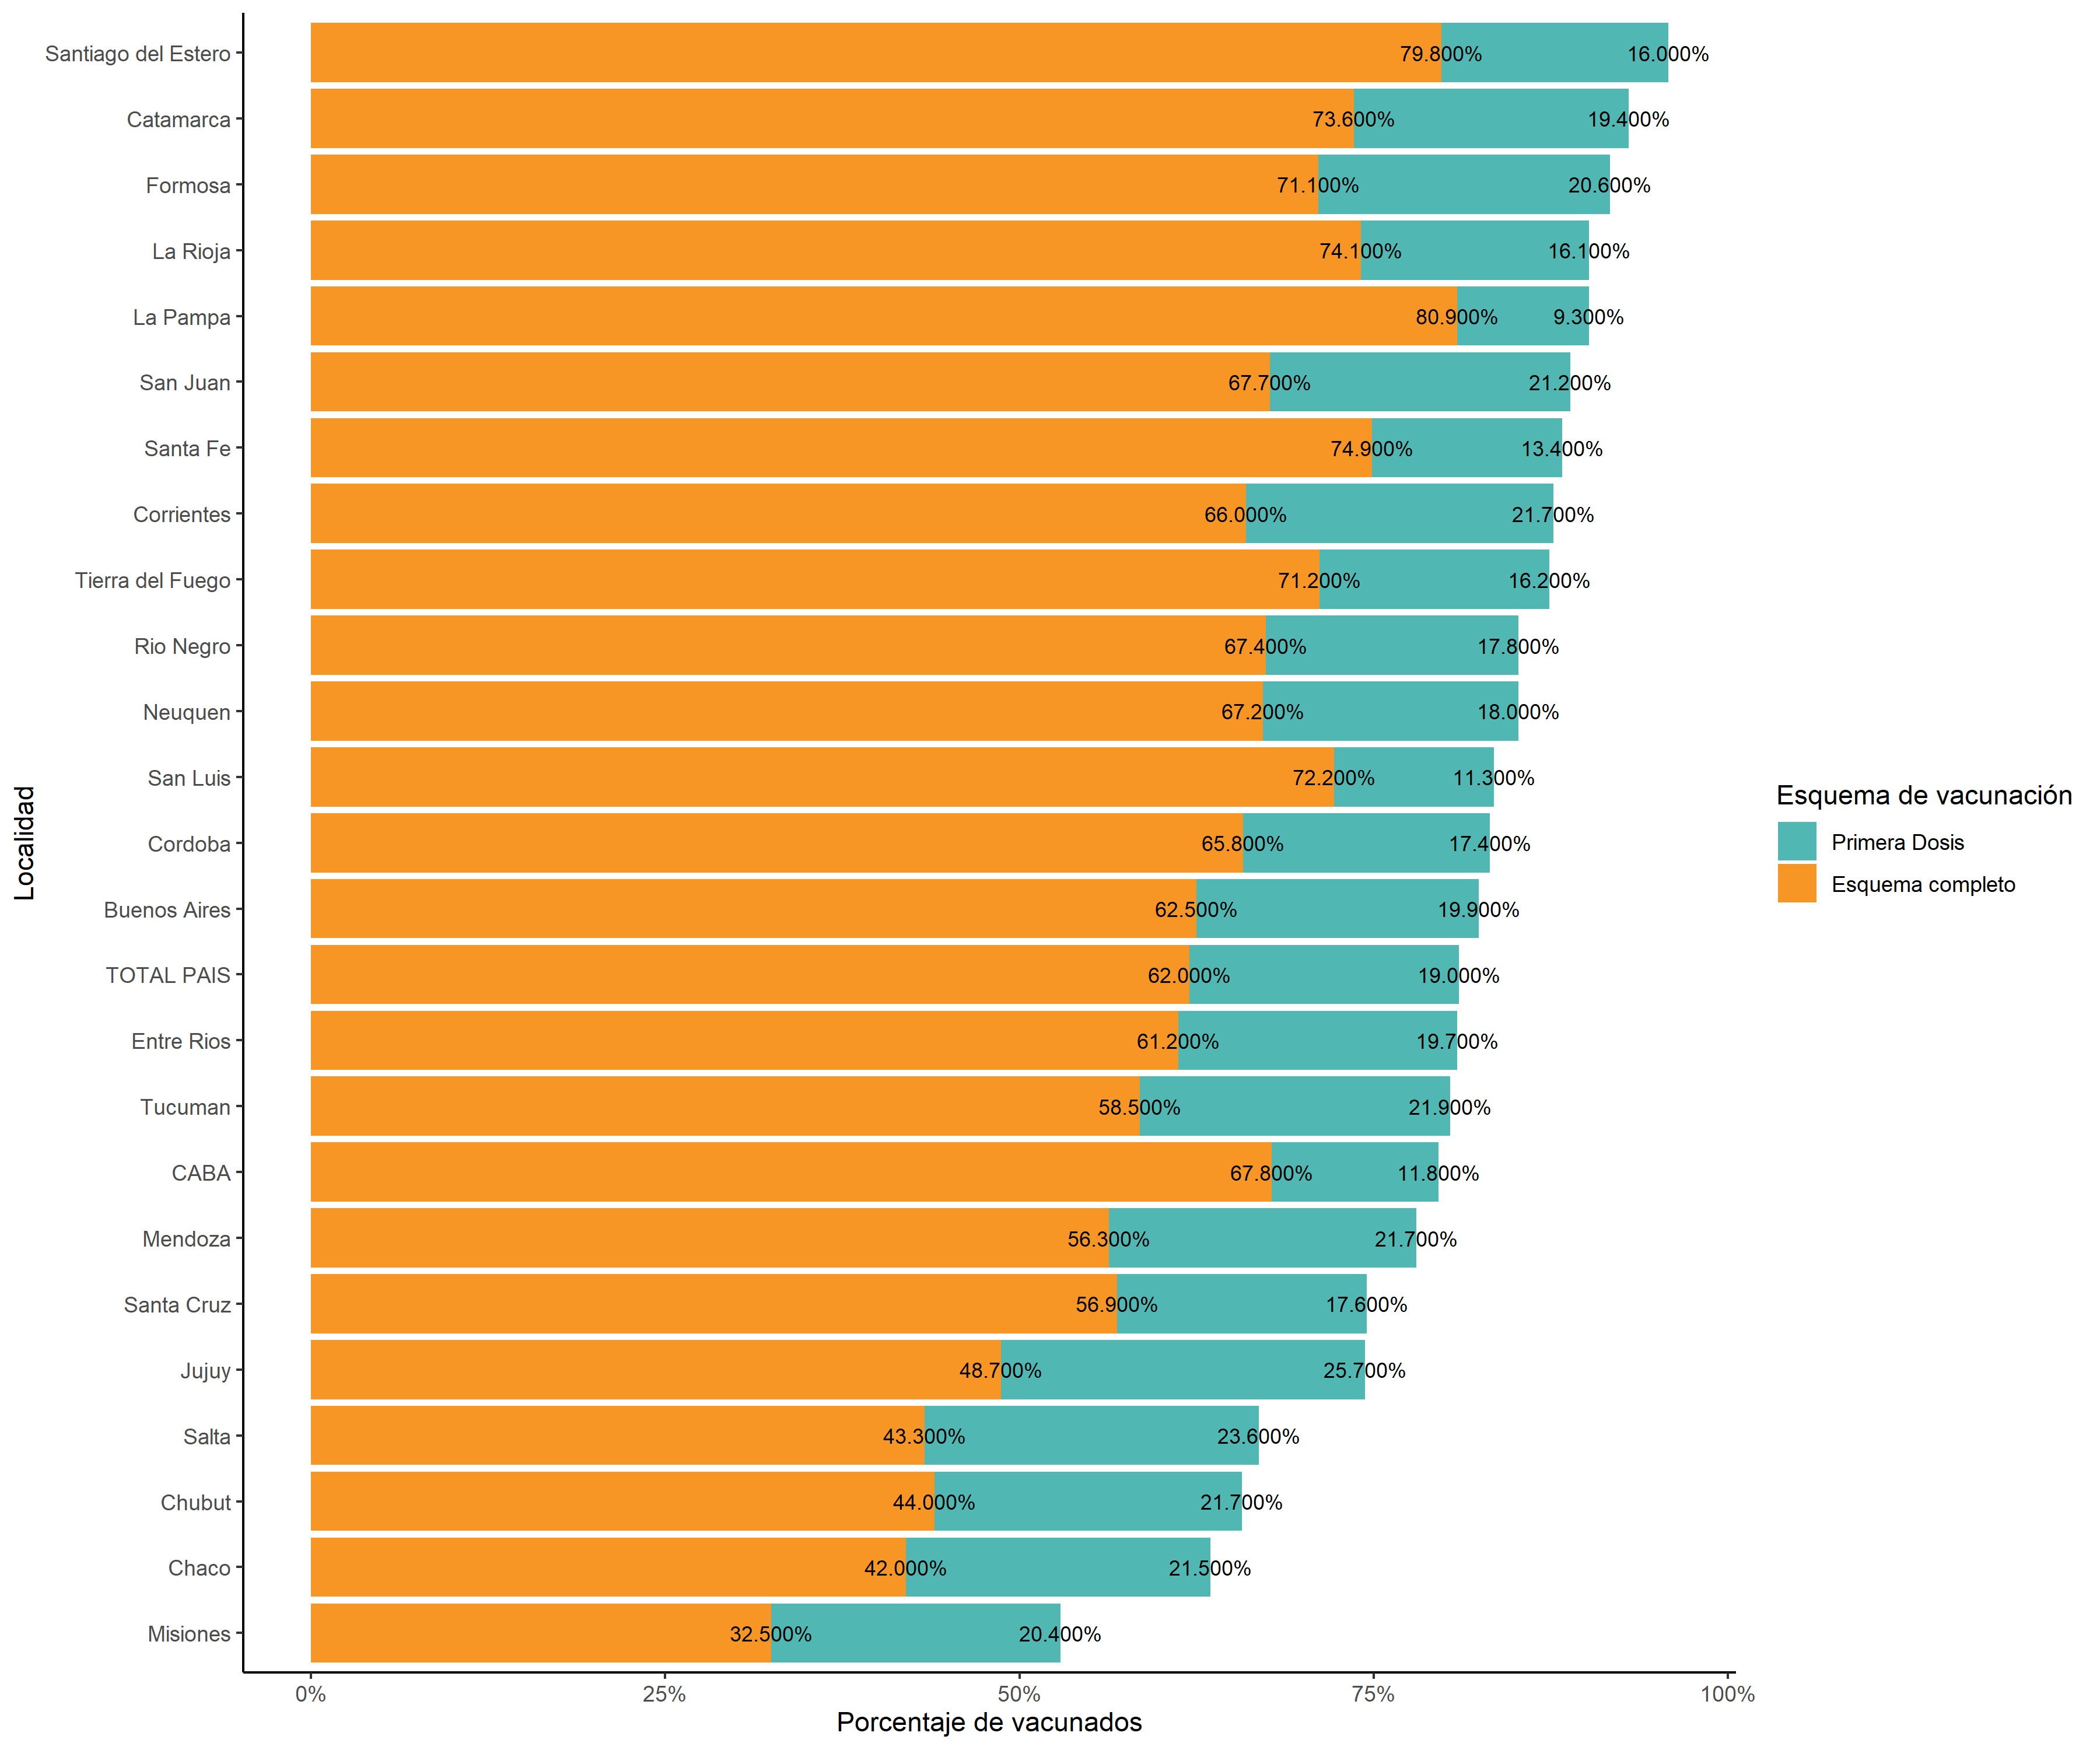 Santiago del Estero 79.800% 16.000%
Catamarca 73.600% 19.400%
Formosa 71.100% 20.600%
La Rioja 74.100% 16.100%
La Pampa 80.900% 9.300%
San Juan 67.700% 21.200%
Santa Fe 74.900% 13.400%
Corrientes 66.000% 21.700%
Tierra del Fuego 71.200% 16.200%
Rio Negro 67.400% 17.800%
Neuquen 67.200% 18.000%
San Luis 72.200% 11.300%
Cordoba 65.800% 17.400%
Buenos Aires 62.500% 19.900%
TOTAL PAIS 62.000% 19.000%
Entre Rios 61.200% 19.700%
Tucuman 58.500% 21.900%
CABA 67.800% 11.800%
Mendoza 56.300% 21.700%
Santa Cruz 56.900% 17.600%
Jujuy 48.700% 25.700%
Salta 43.300% 23.600%
Chubut 44.000% 21.700%
Chaco 42.000% 21.500%
Misiones 32.500% 20.400%
0% 25% 50% 75% 100%
Porcentaje de vacunados
Localidad
Esquema de vacunación
Primera Dosis
Esquema completo